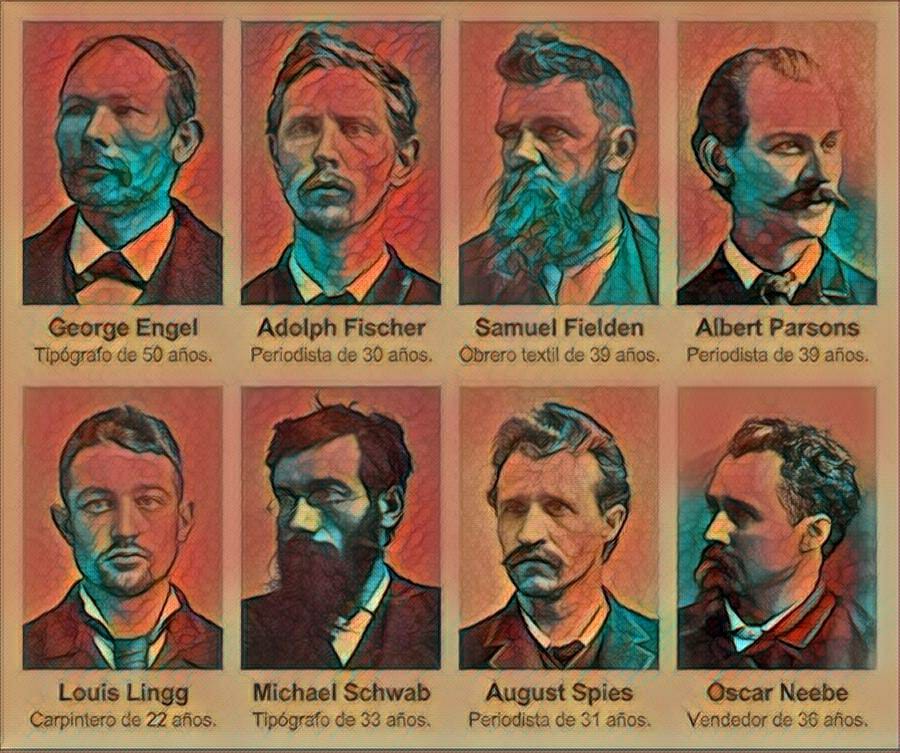 George Engel
Tipógrafo de 50 años.
Adolph Fischer
Periodista de 30 años.
Samuel Fielden
Obrero textil de 39 años.
Albert Parsons
Periodista de 39 años.
Louis Lingg
Carpintero de 22 años.
Michael Schwab
Tipógrafo de 33 años.
August Spies
Periodista de 31 años.
Oscar Neebe
Vendedor de 36 años.